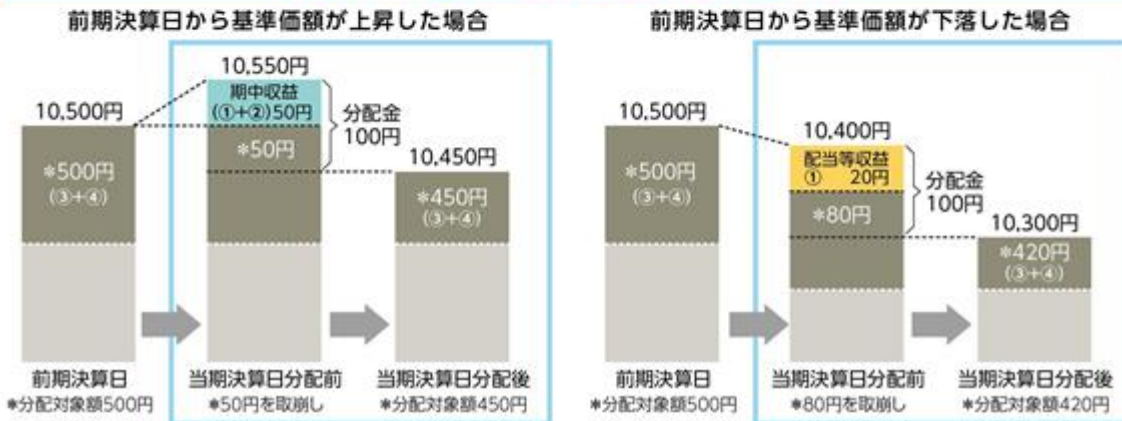 前期決算日から基準価額が上昇した場合
10,550円
期中収益
(①+②)50円
分配金
100円
10,500円
*50円
10,450円
*500円
(③+④)
*450円
(③+④)
前期決算日
当期決算日分配前
当期決算日分配後
*分配対象額500円
*50円を取崩し
*分配対象額450円
前期決算日から基準価額が下落した場合
10,500円
10,400円
配当等収益
① 20円
分配金
100円
*500円
(③+④)
*80円
10,300円
*420円
(③+④)
前期決算日
当期決算日分配前
当期決算日分配後
*分配対象額500円
*80円を取崩し
*分配対象額420円